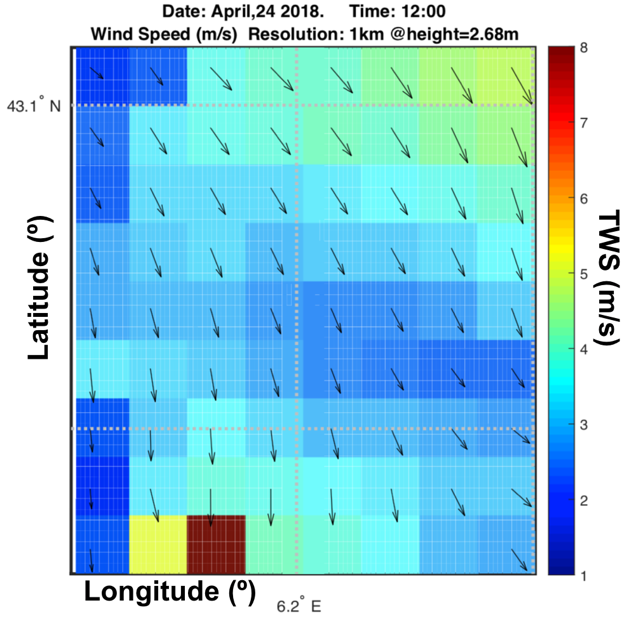 Date: April,24 2018. Time: 12:00
Wind Speed (m/s) Resolution: 1km @height=2.68m
43.1° N
Latitude (º)
Longitude (º)
6.2° E
8
7
6
5
4
3
2
1
TWS (m/s)